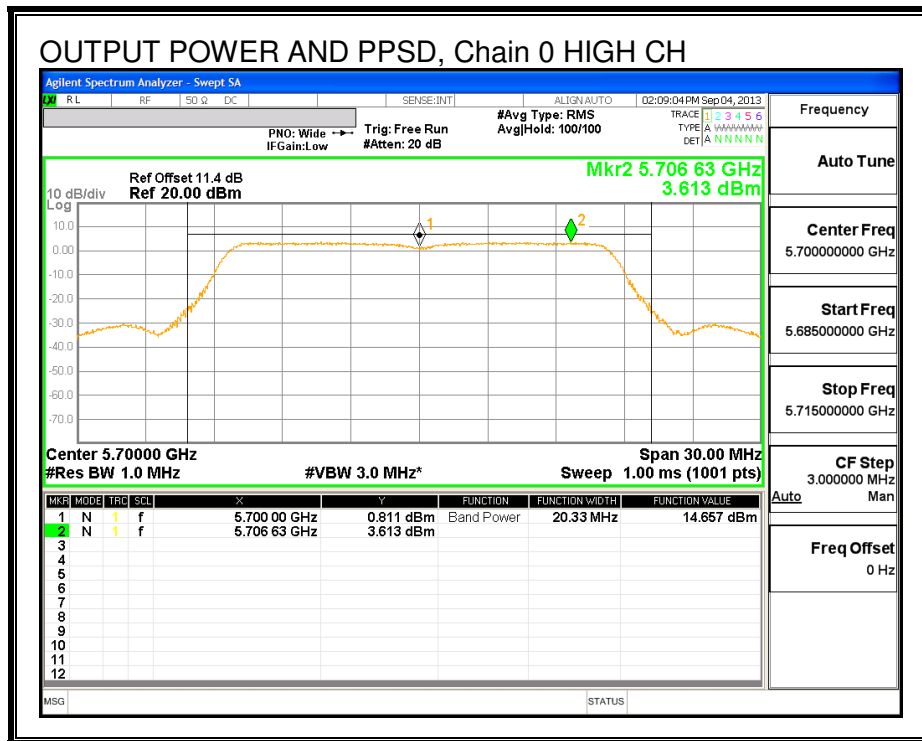 OUTPUT POWER AND PPSD, Chain 0 HIGH CH
Agilent Spectrum Analyzer - Swept SA
LXI RL RF 50 Ω DC SENSE:INT ALIGN AUTO 02:09:04 PM Sep 04, 2013
PNO: Wide Trig: Free Run #Avg Type: RMS TRACE 1 2 3 4 5 6
IFGain:Low #Atten: 20 dB Avg|Hold: 100/100 TYPE A WWWWW
DET A N N N N N
Mkr2 5.706 63 GHz
3.613 dBm
Ref Offset 11.4 dB
10 dB/div Ref 20.00 dBm
Log
10.0
0.00
-10.0
-20.0
-30.0
-40.0
-50.0
-60.0
-70.0
1
2
Center 5.70000 GHz Span 30.00 MHz
#Res BW 1.0 MHz #VBW 3.0 MHz* Sweep 1.00 ms (1001 pts)
MKR MODE TRC SCL X Y FUNCTION FUNCTION WIDTH FUNCTION VALUE
1 N 1 f 5.700 00 GHz 0.811 dBm Band Power 20.33 MHz 14.657 dBm
2 N 1 f 5.706 63 GHz 3.613 dBm
3
4
5
6
7
8
9
10
11
12
MSG STATUS
Frequency
Auto Tune
Center Freq
5.700000000 GHz
Start Freq
5.685000000 GHz
Stop Freq
5.715000000 GHz
CF Step
3.000000 MHz
Auto Man
Freq Offset
0 Hz